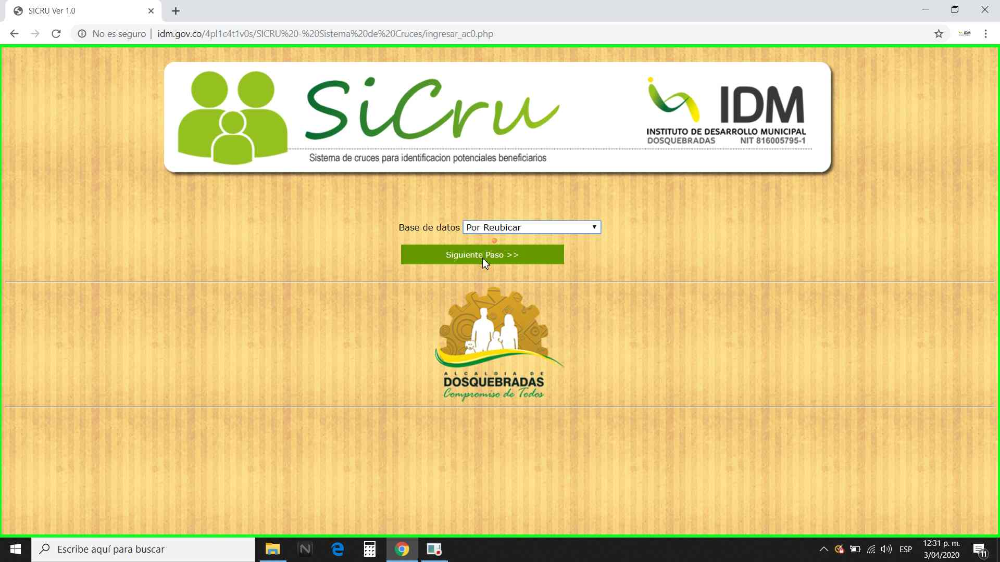 SICRU Ver 1.0
No es seguro | idm.gov.co/4pl1c4t1v0s/SICRU%20-%20Sistema%20de%20Cruces/ingresar_ac0.php
IDM
SiCru
IDM
INSTITUTO DE DESARROLLO MUNICIPAL
DOSQUEBRADAS NIT 816005795-1
Sistema de cruces para identificacion potenciales beneficiarios
Base de datos Por Reubicar
Siguiente Paso >>
ALCALDIA DE
DOSQUEBRADAS
Compromiso de Todos
Escribe aquí para buscar
N
ESP
12:31 p. m.
3/04/2020
11